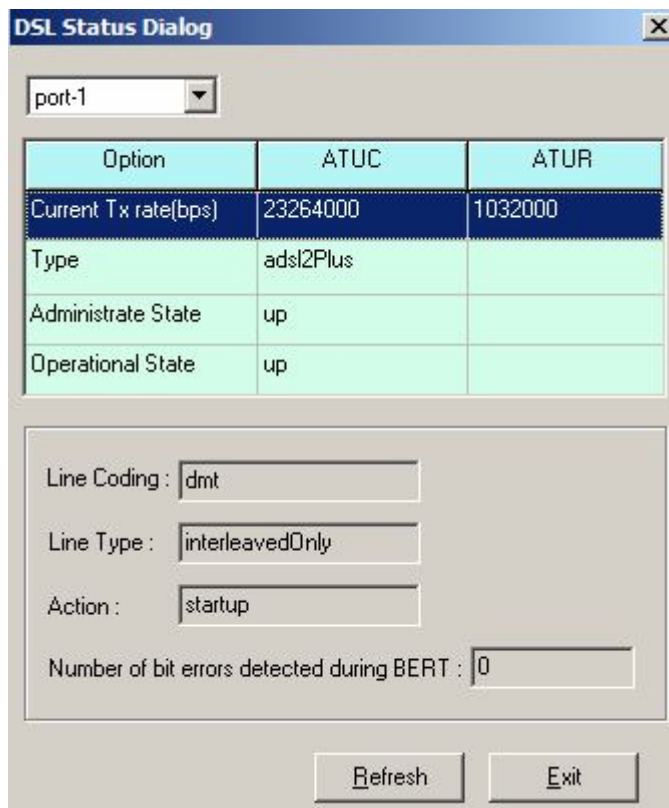 DSL Status Dialog
port-1
Option ATUC ATUR
Current Tx rate(bps) 23264000 1032000
Type adsl2Plus
Administrate State up
Operational State up
Line Coding : dmt
Line Type : interleavedOnly
Action : startup
Number of bit errors detected during BERT : 0
Refresh Exit